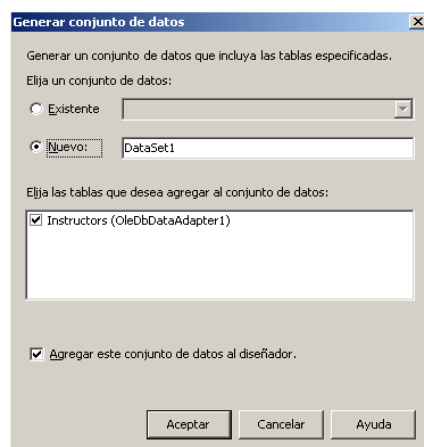 Generar conjunto de datos
Generar un conjunto de datos que incluya las tablas especificadas.
Elija un conjunto de datos:
Existente
Nuevo:
DataSet1
Elija las tablas que desea agregar al conjunto de datos:
Instructors (OleDbDataAdapter1)
Agregar este conjunto de datos al diseñador.
Aceptar
Cancelar
Ayuda